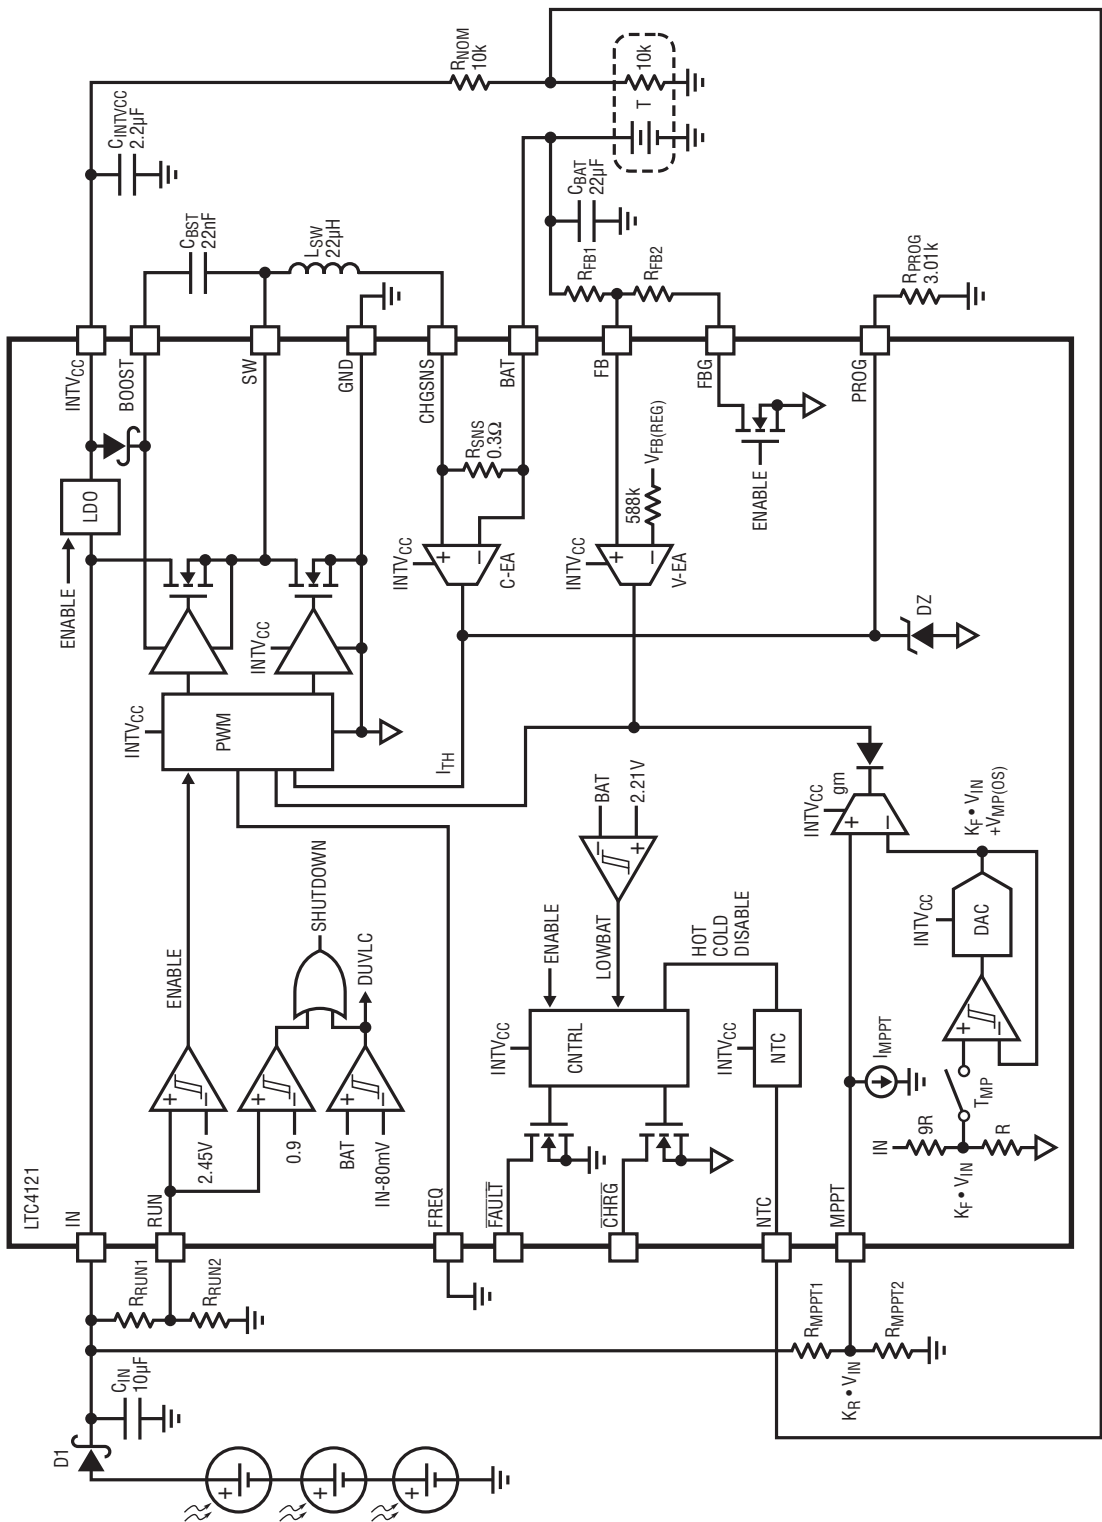 LTC4121
D1
CIN
10µF
RRUN1
RRUN2
IN
RUN
FREQ
FAULT
CHRG
NTC
MPPT
RMPPT1
RMPPT2
KR • VIN
2.45V
0.9
BAT
IN-80mV
ENABLE
SHUTDOWN
DUVLC
ENABLE
LDO
INTVCC
PWM
INTVCC
ITH
INTVCC
BOOST
SW
GND
CHGSNS
BAT
FB
FBG
PROG
CINTVCC
2.2µF
CBST
22nF
LSW
22µH
RNOM
10k
T
10k
CBAT
22µF
RFB1
RFB2
RPROG
3.01k
RSNS
0.3Ω
INTVCC
C-EA
INTVCC
V-EA
588k
VFB(REG)
ENABLE
DZ
BAT
2.21V
LOWBAT
ENABLE
INTVCC
CNTRL
HOT
COLD
DISABLE
INTVCC
NTC
IMPPT
INTVCC
gm
KF • VIN
+VMP(OS)
INTVCC
DAC
TMP
IN
9R
R
KF • VIN
+
−
+
−
+
−
+
−
+
−
−
+
+
−
+
−
+
+
+